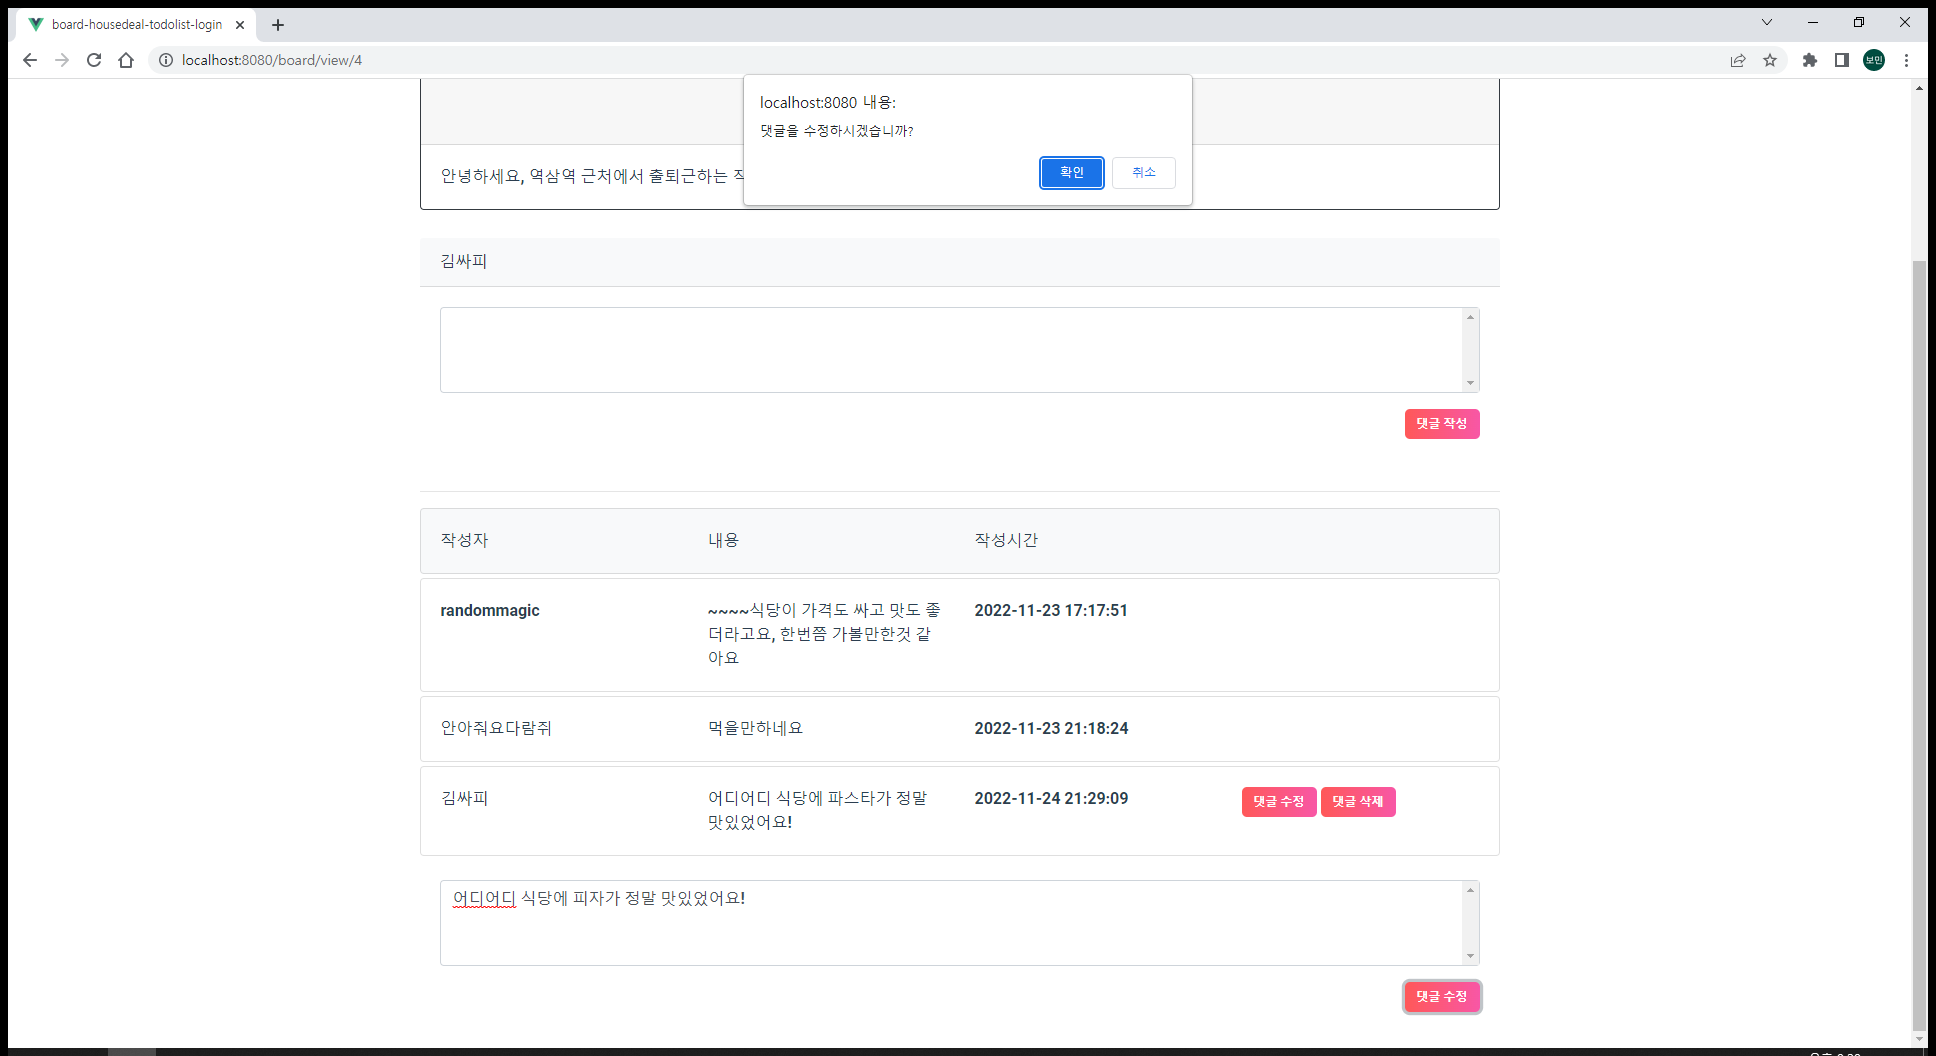 board-housedeal-todolist-login
localhost:8080/board/view/4
보민
localhost:8080 내용:
댓글을 수정하시겠습니까?
확인 취소
안녕하세요, 역삼역 근처에서 출퇴근하는
김싸피
댓글 작성
작성자 내용 작성시간
randommagic ~~~~식당이 가격도 싸고 맛도 좋 2022-11-23 17:17:51
더라고요, 한번쯤 가볼만한것 같
아요
안아줘요다람쥐 먹을만하네요 2022-11-23 21:18:24
김싸피 어디어디 식당에 파스타가 정말 2022-11-24 21:29:09 댓글 수정 댓글 삭제
맛있었어요!
어디어디 식당에 피자가 정말 맛있었어요!
댓글 수정